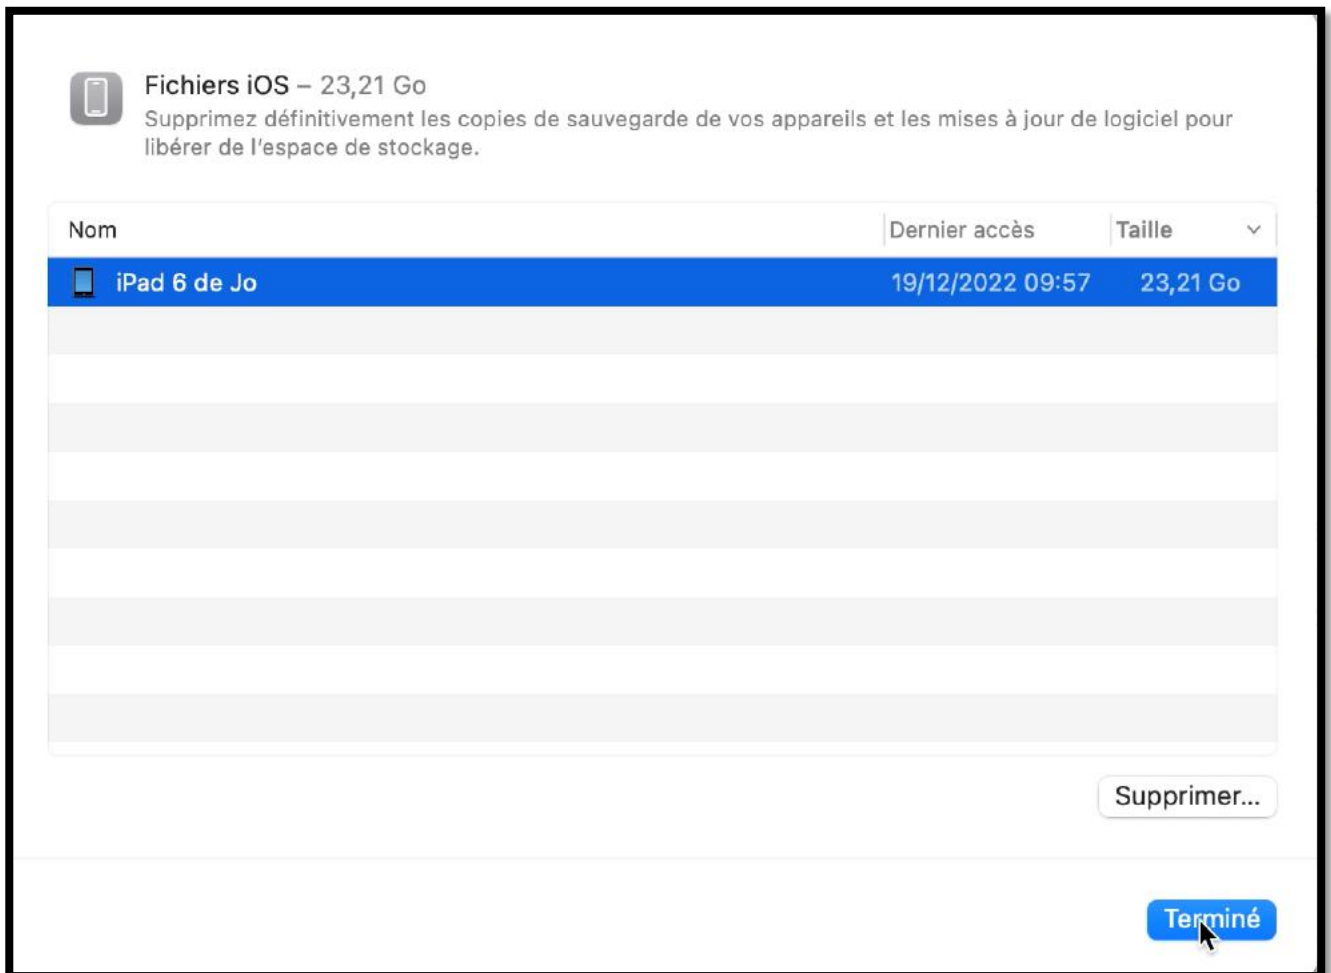 Fichiers iOS – 23,21 Go
Supprimez définitivement les copies de sauvegarde de vos appareils et les mises à jour de logiciel pour
libérer de l'espace de stockage.
Nom Dernier accès Taille
iPad 6 de Jo 19/12/2022 09:57 23,21 Go
Supprimer...
Terminé